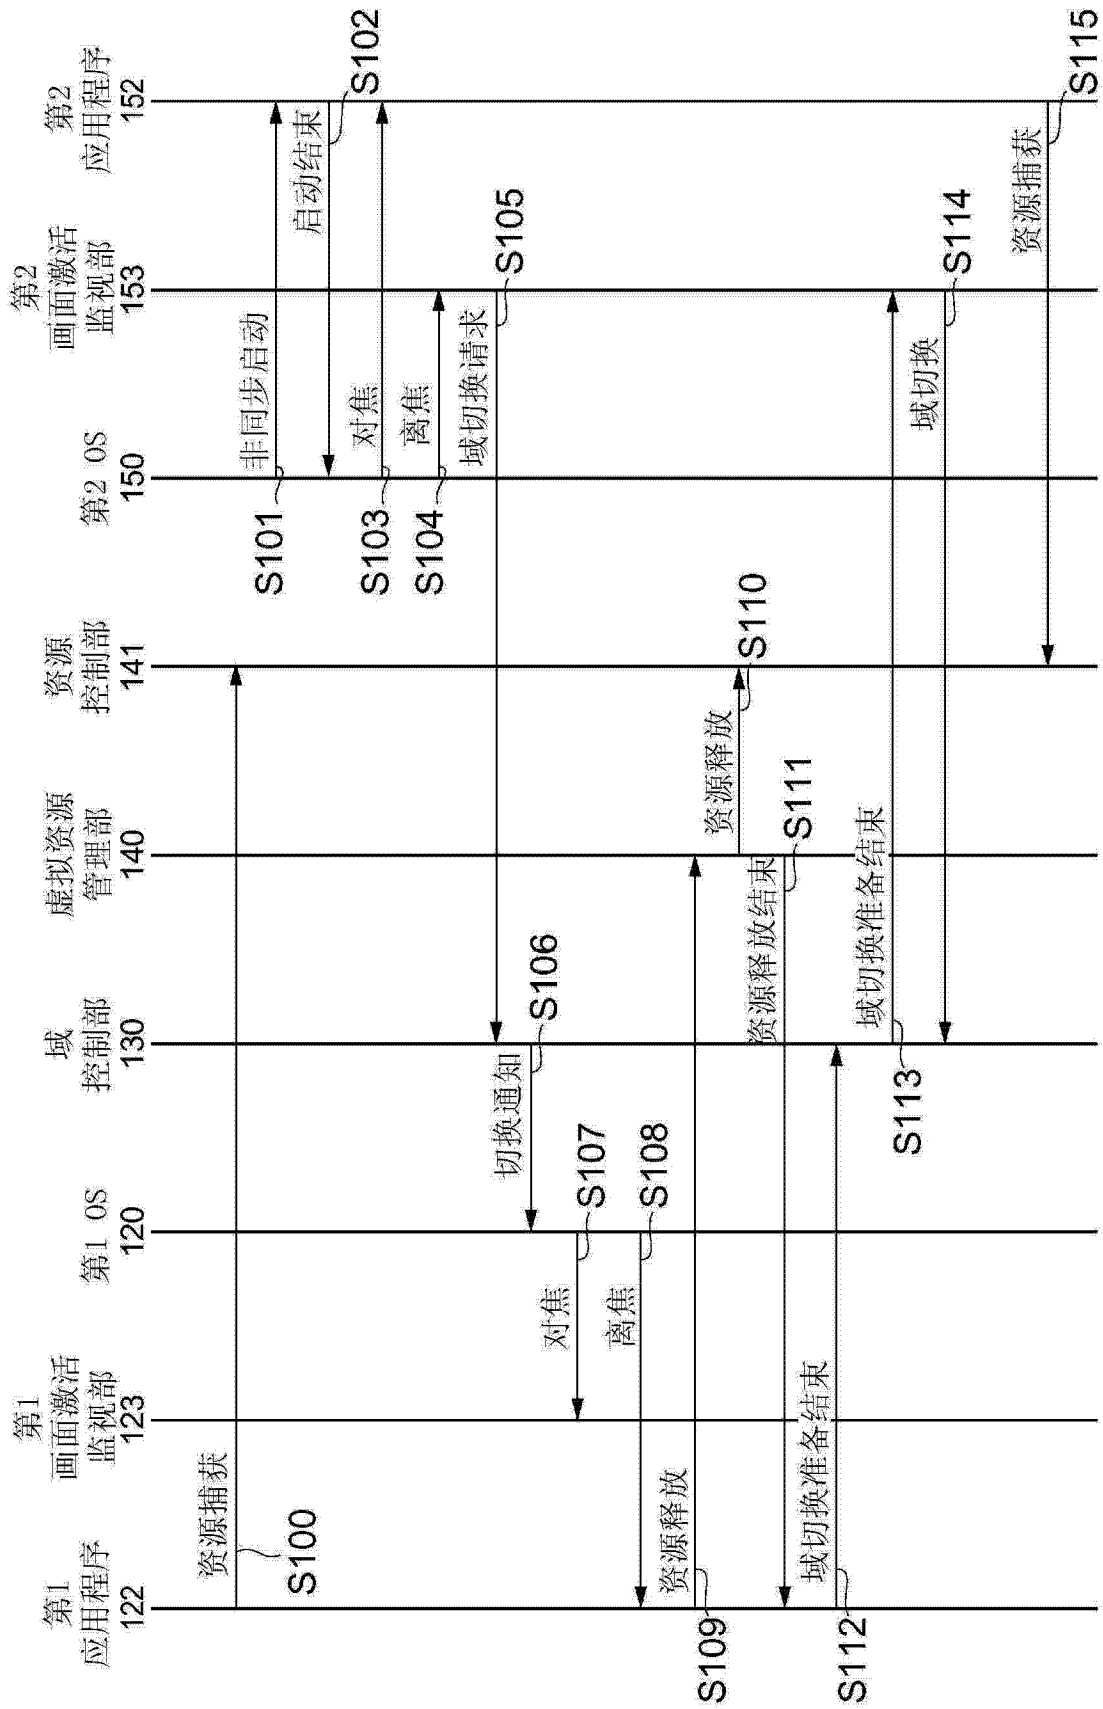 第1
应用程序
122
第1
画面激活
监视部
123
第1 OS
120
域
控制部
130
虚拟资源
管理部
140
资源
控制部
141
第2 OS
150
第2
画面激活
监视部
153
第2
应用程序
152
资源捕获
S100
非同步启动
S101
启动结束
S102
对焦
S103
离焦
S104
域切换请求
S105
切换通知
S106
对焦
S107
离焦
S108
资源释放
S109
资源释放
S110
资源释放结束
S111
域切换准备结束
S112
域切换准备结束
S113
域切换
S114
资源捕获
S115